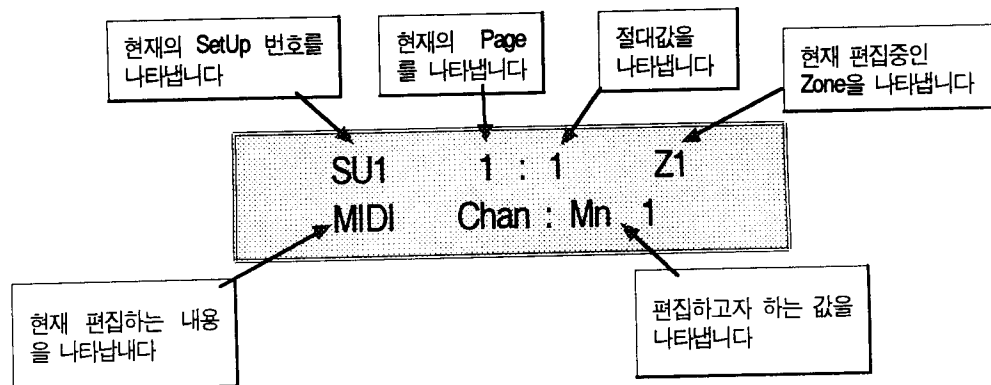 현재의 SetUp 번호를
나타냅니다
현재의 Page
를 나타냅니다
절대값을
나타냅니다
현재 편집중인
Zone을 나타냅니다
SU1 1 : 1 Z1
MIDI Chan : Mn 1
현재 편집하는 내용
을 나타납내다
편집하고자 하는 값을
나타냅니다